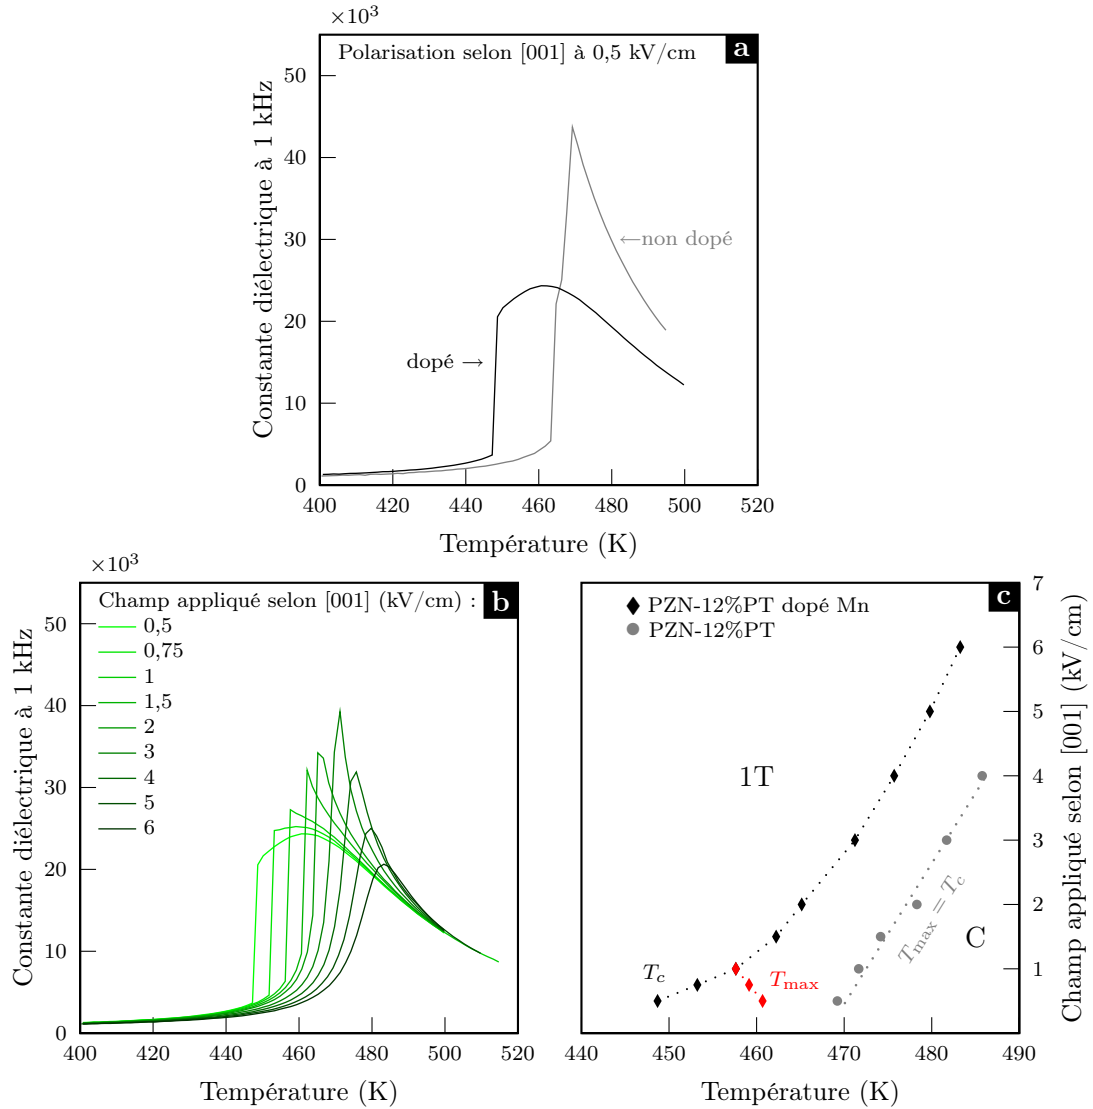 ×10³
Polarisation selon [001] à 0,5 kV/cm
a
50
40
30
20
10
0
Constante diélectrique à 1 kHz
←non dopé
dopé →
400 420 440 460 480 500 520
Température (K)
×10³
Champ appliqué selon [001] (kV/cm) :
b
0,5
0,75
1
1,5
2
3
4
5
6
50
40
30
20
10
0
Constante diélectrique à 1 kHz
400 420 440 460 480 500 520
Température (K)
c
PZN-12%PT dopé Mn
PZN-12%PT
1T
C
T_c
T_max
T_max = T_c
7
6
5
4
3
2
1
Champ appliqué selon [001] (kV/cm)
440 450 460 470 480 490
Température (K)